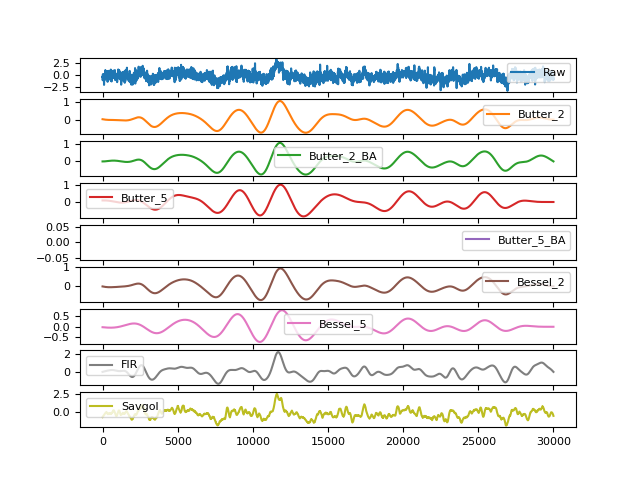 2.5
0.0
−2.5
Raw
1
0
Butter_2
1
0
Butter_2_BA
1
0
Butter_5
0.05
0.00
−0.05
Butter_5_BA
1
0
Bessel_2
0.5
0.0
−0.5
Bessel_5
2
0
FIR
2.5
0.0
Savgol
0 5000 10000 15000 20000 25000 30000